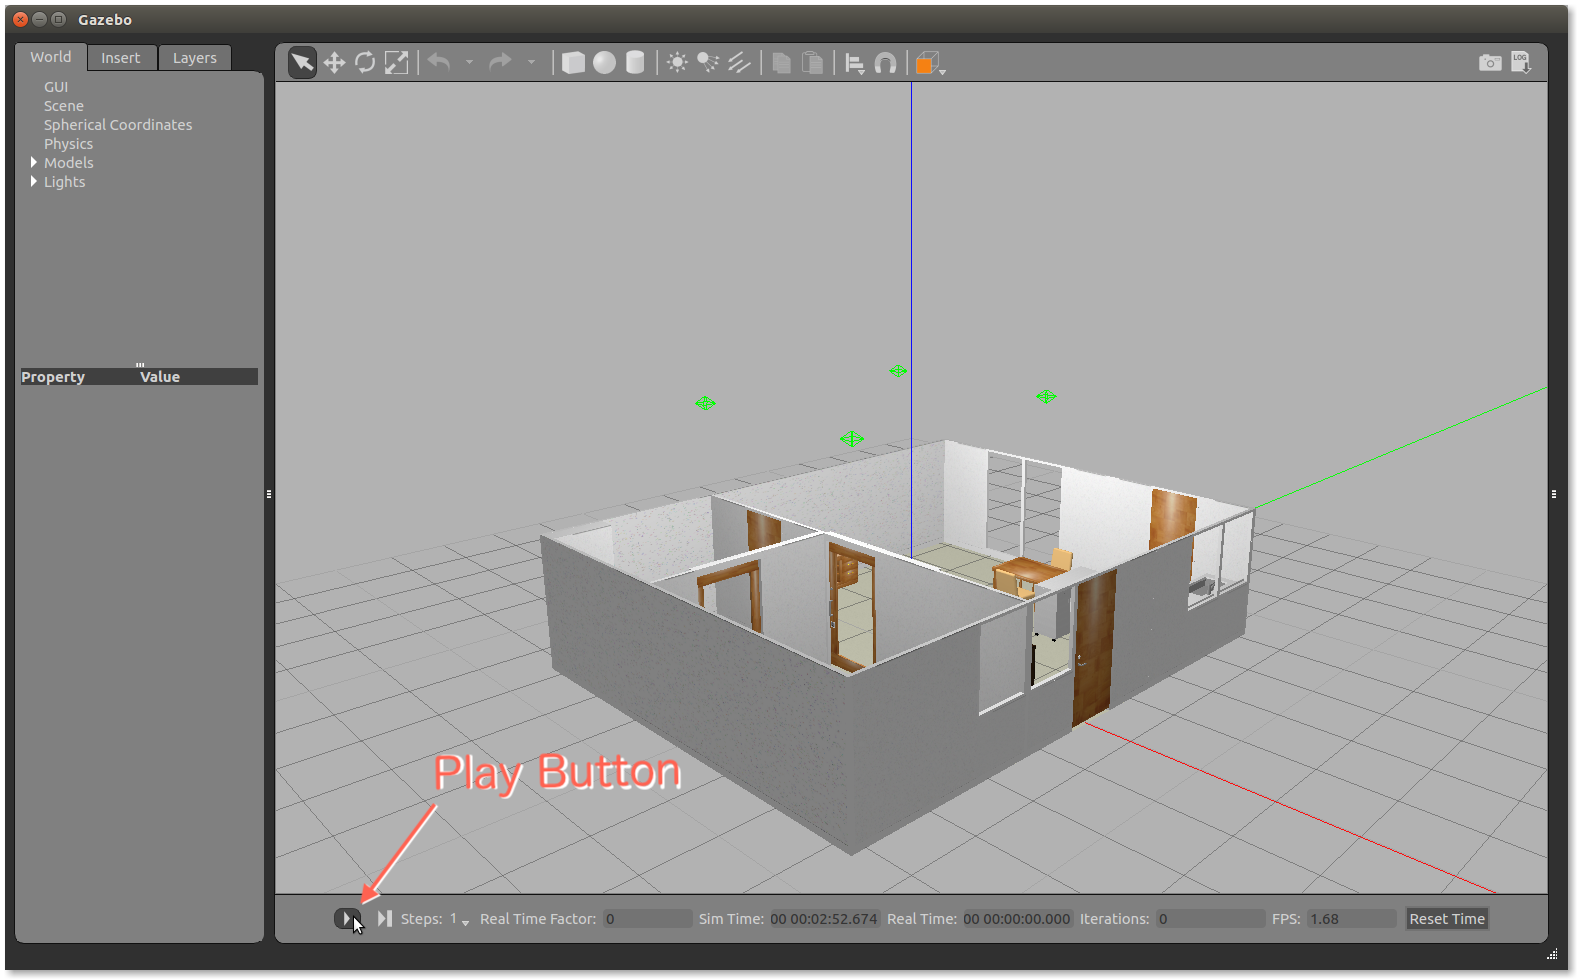 Gazebo
World Insert Layers
GUI
Scene
Spherical Coordinates
Physics
Models
Lights
Property Value
LOG
Play Button
Steps: 1 Real Time Factor: 0 Sim Time: 00 00:02:52.674 Real Time: 00 00:00:00.000 Iterations: 0 FPS: 1.68 Reset Time